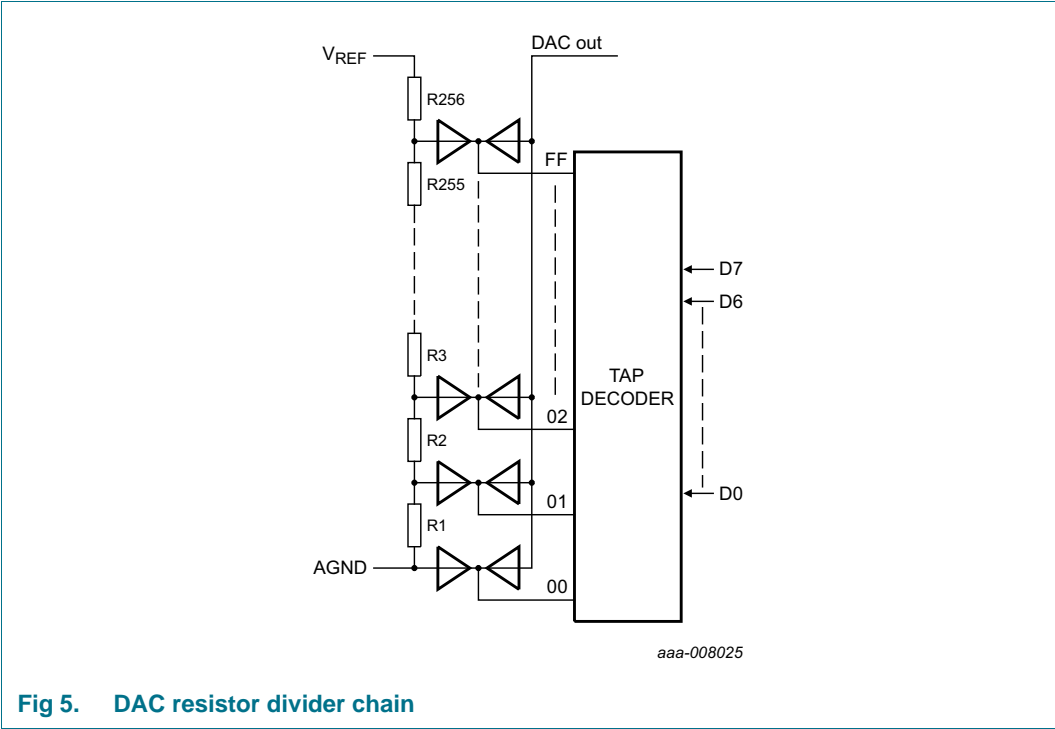 DAC out
VREF
R256
FF
R255
D7
D6
R3
TAP
DECODER
02
R2
D0
01
R1
AGND
00
aaa-008025
Fig 5. DAC resistor divider chain